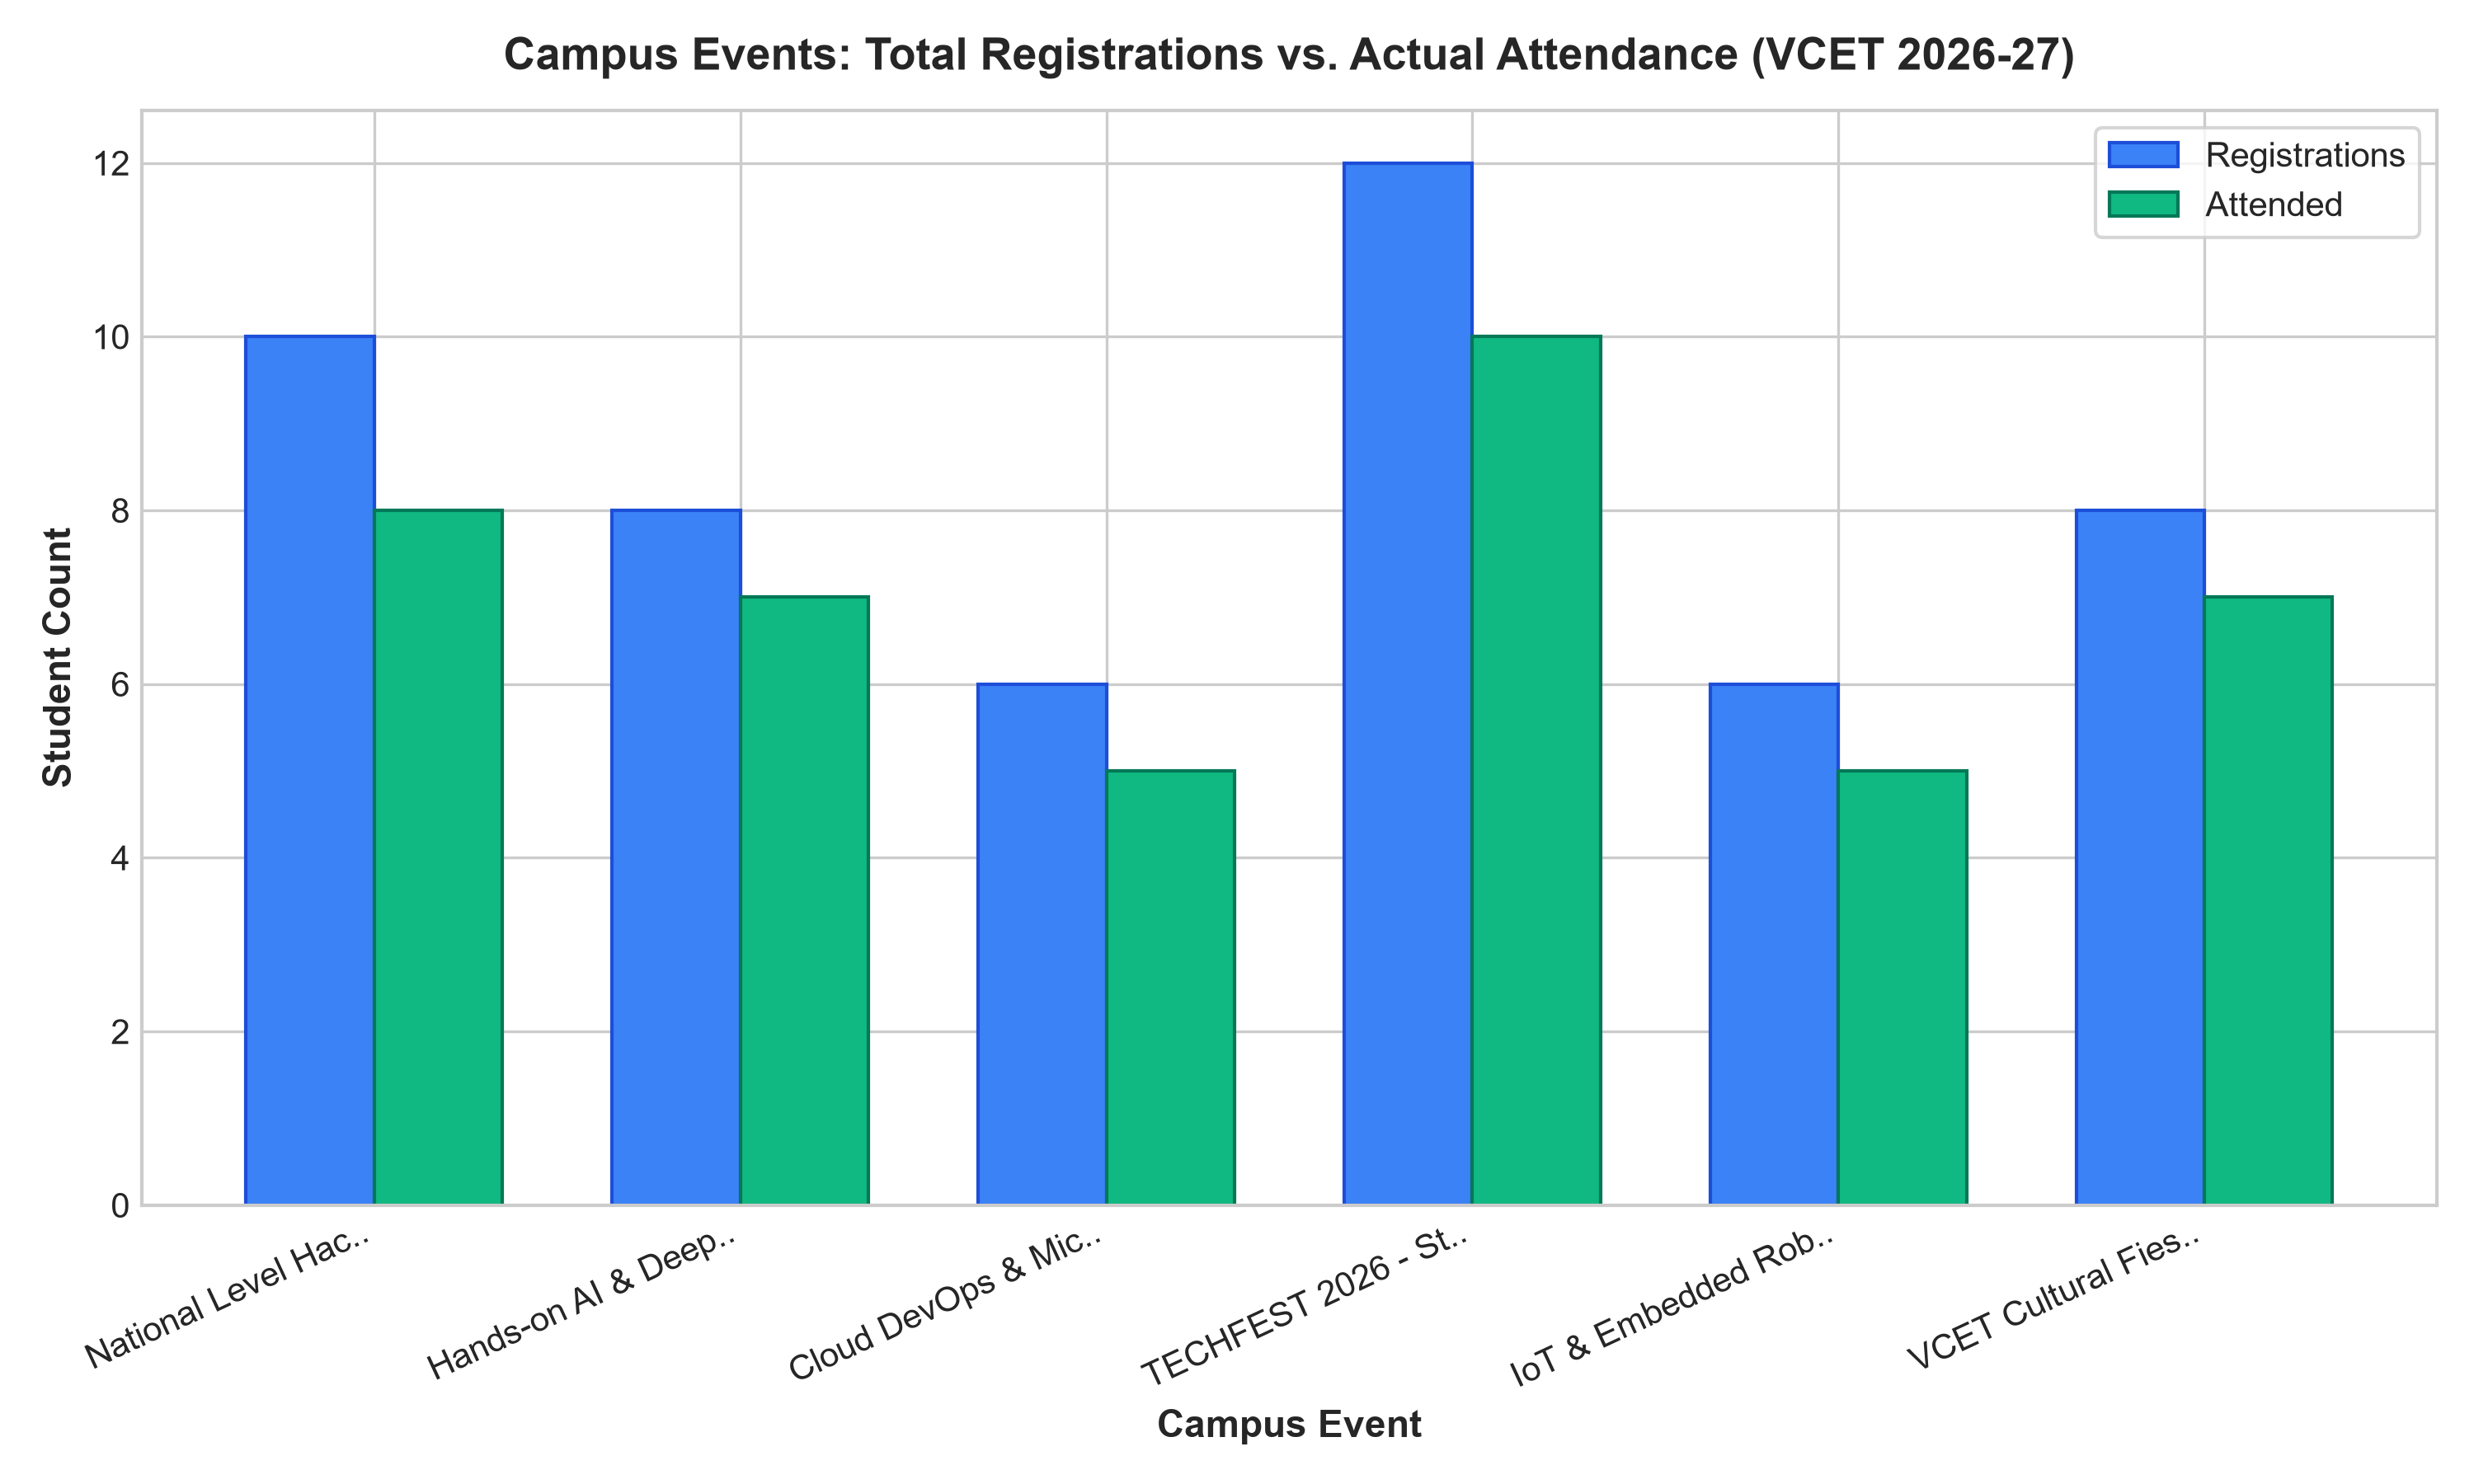 Campus Events: Total Registrations vs. Actual Attendance (VCET 2026-27)
Registrations
Attended
Student Count
12
10
8
6
4
2
0
National Level Hac..
Hands-on AI & Deep..
Cloud DevOps & Mic..
TECHFEST 2026 - St..
IoT & Embedded Rob..
VCET Cultural Fies..
Campus Event